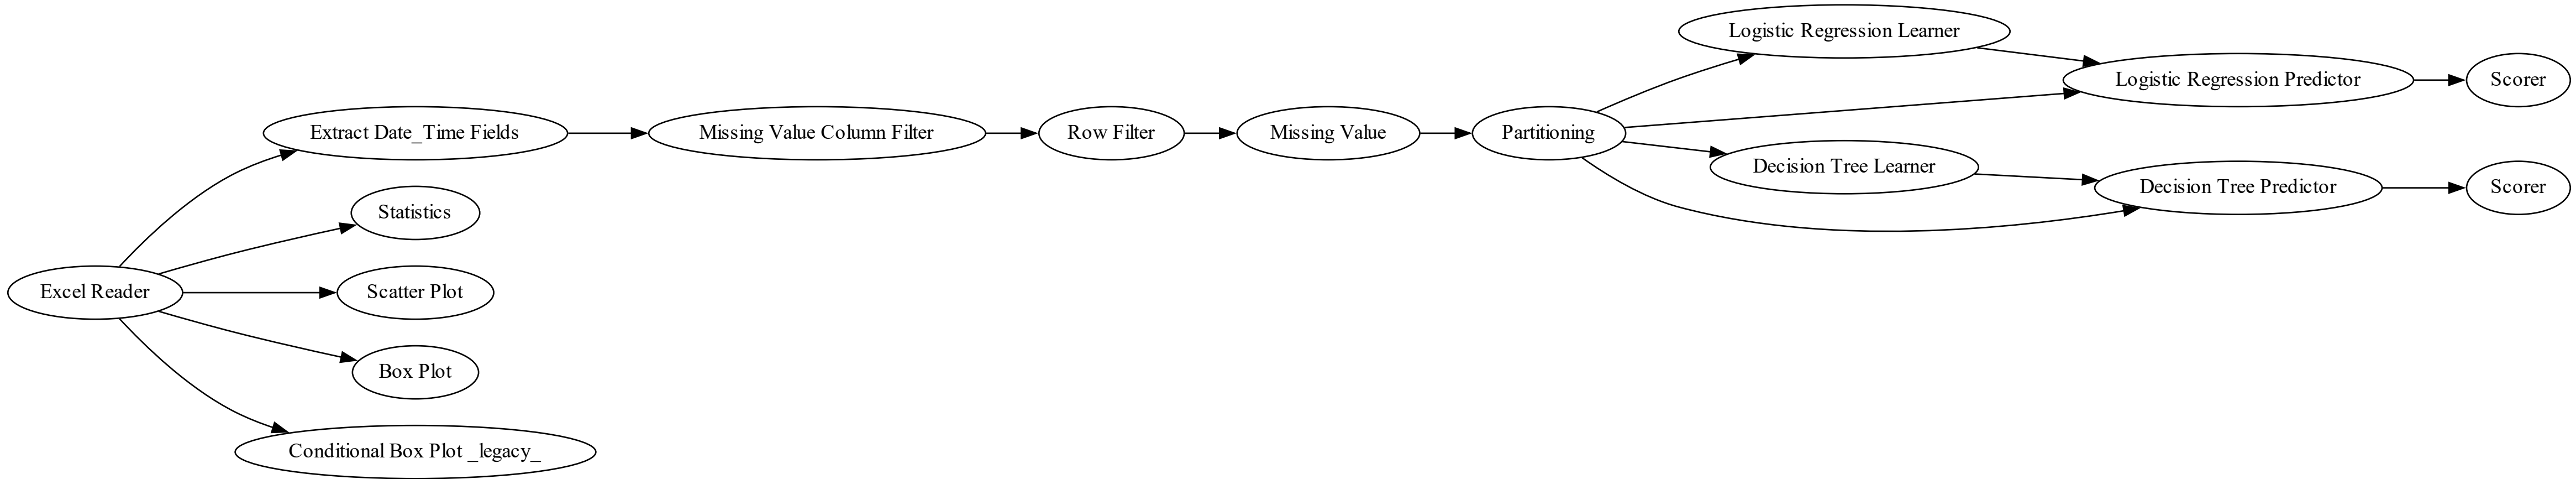 Excel Reader
Extract Date_Time Fields
Statistics
Scatter Plot
Box Plot
Conditional Box Plot _legacy_
Missing Value Column Filter
Row Filter
Missing Value
Partitioning
Logistic Regression Learner
Decision Tree Learner
Logistic Regression Predictor
Decision Tree Predictor
Scorer
Scorer